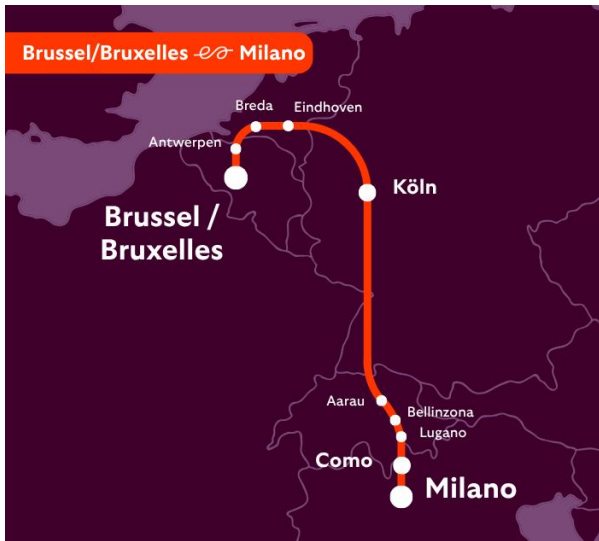 Brussel/Bruxelles Milano
Breda
Eindhoven
Antwerpen
Köln
Brussel /
Bruxelles
Aarau
Bellinzona
Lugano
Como
Milano